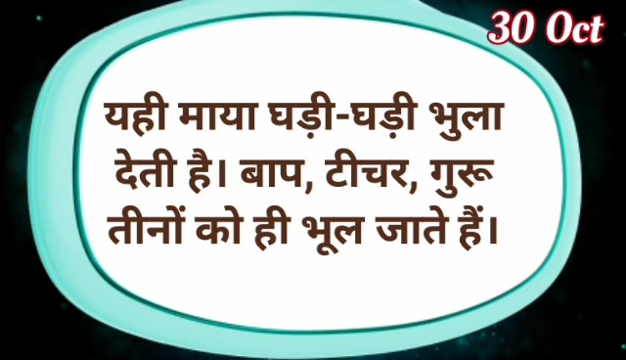 30 Oct
यही माया घड़ी-घड़ी भुला
देती है। बाप, टीचर, गुरू
तीनों को ही भूल जाते हैं।